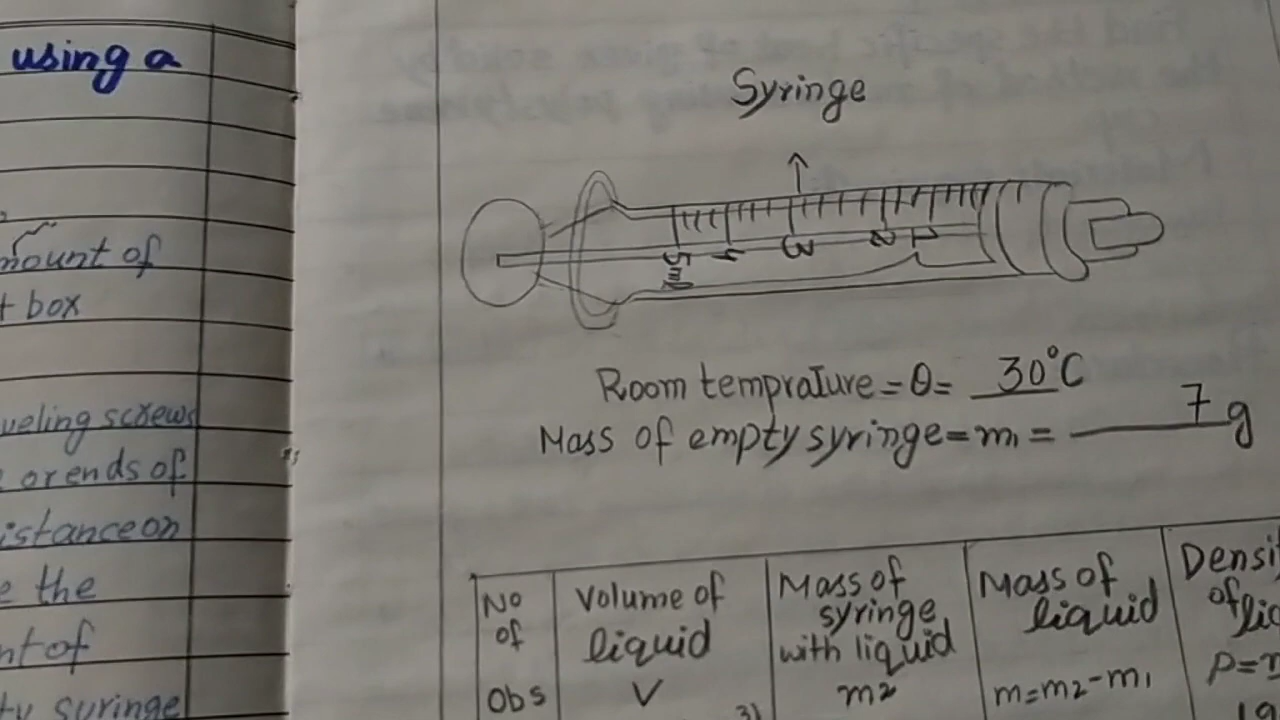 using a
mount of
t box
veling screws
or ends of
istance on
e the
nt of
ty syringe
Syringe
5ml 4 3 2 1
Room temprature = θ = 30°C
Mass of empty syringe = m₁ = 7 g
No of Obs
Volume of liquid V
Mass of syringe with liquid m₂
Mass of liquid m = m₂ - m₁
Densi
of liq
ρ = m